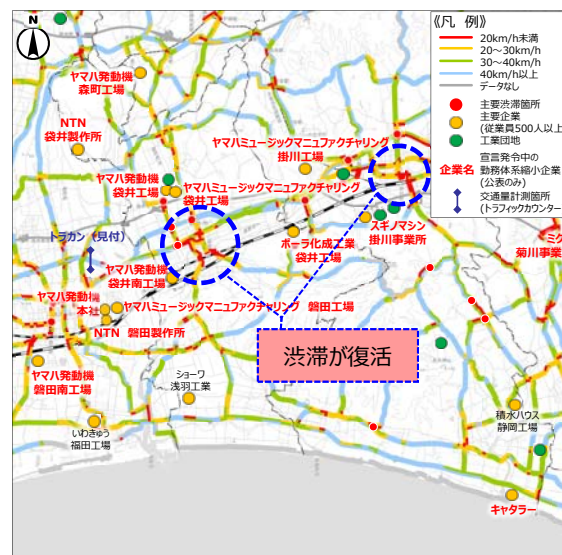 N
《凡 例》
20km/h未満
20～30km/h
30～40km/h
40km/h以上
データなし
主要渋滞箇所
主要企業
(従業員500人以上)
工業団地
企業名
宣言発令中の
勤務体系縮小企業
(公表のみ)
交通量計測箇所
(トラフィックカウンター)
ヤマハ発動機
森町工場
NTN
袋井製作所
ヤマハミュージックマニュファクチャリング
掛川工場
ヤマハ発動機
袋井工場
ヤマハミュージックマニュファクチャリング
袋井工場
スギノマシン
掛川事業所
ミク
菊川事業
トラカン（見付）
ポーラ化成工業
袋井工場
ヤマハ発動機
袋井南工場
ヤマハ発動機
本社
ヤマハミュージックマニュファクチャリング 磐田工場
NTN 磐田製作所
渋滞が復活
ヤマハ発動機
磐田南工場
ショーワ
浅羽工業
いわきゅう
福田工場
積水ハウス
静岡工場
キャタラー